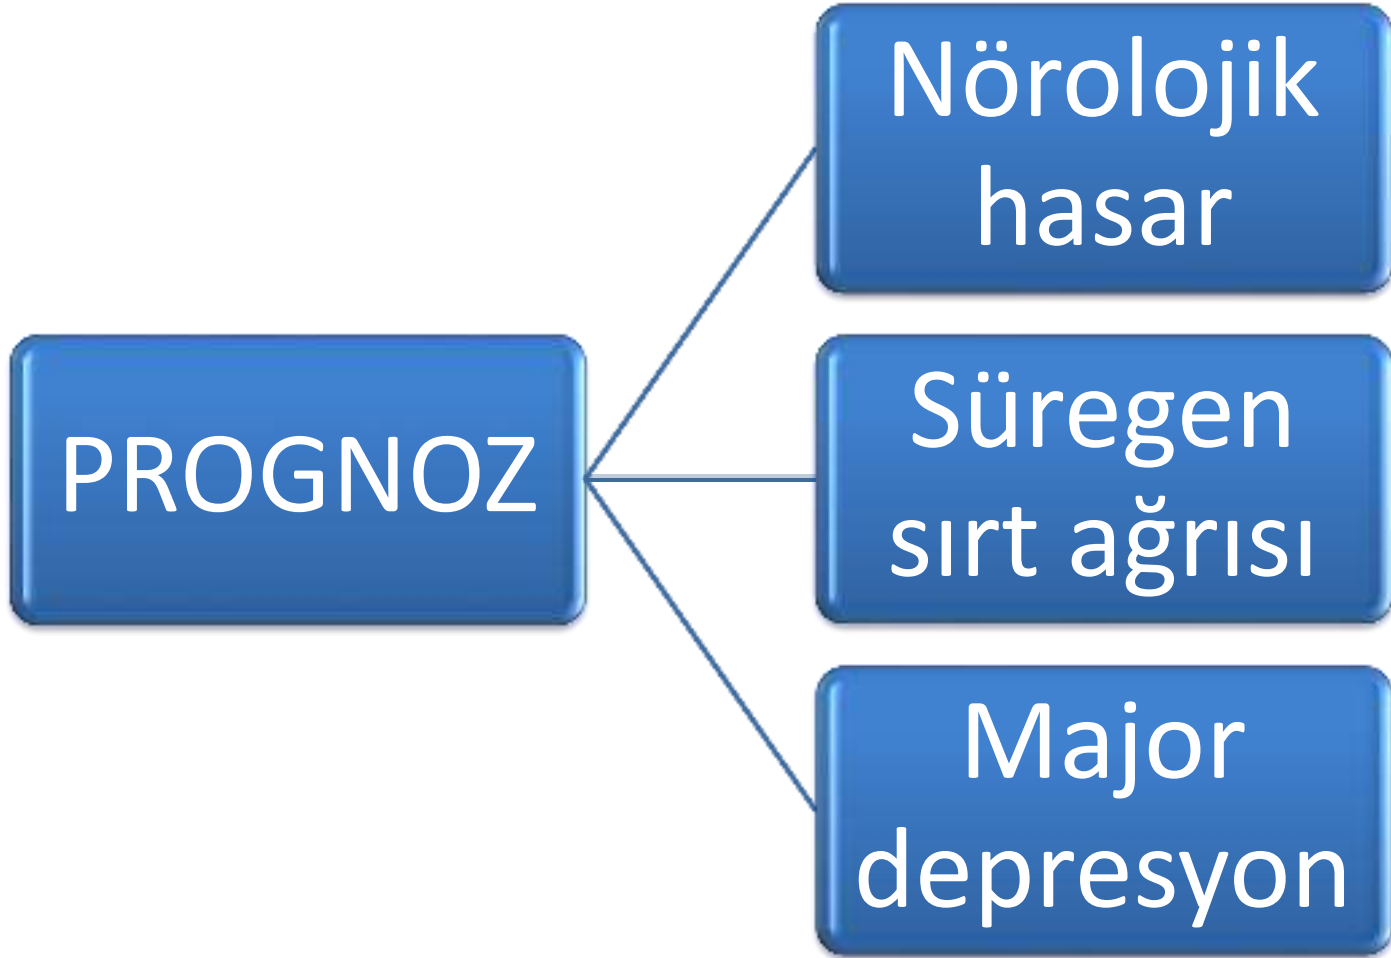 PROGNOZ
Nörolojik
hasar
Süregen
sırt ağrısı
Major
depresyon